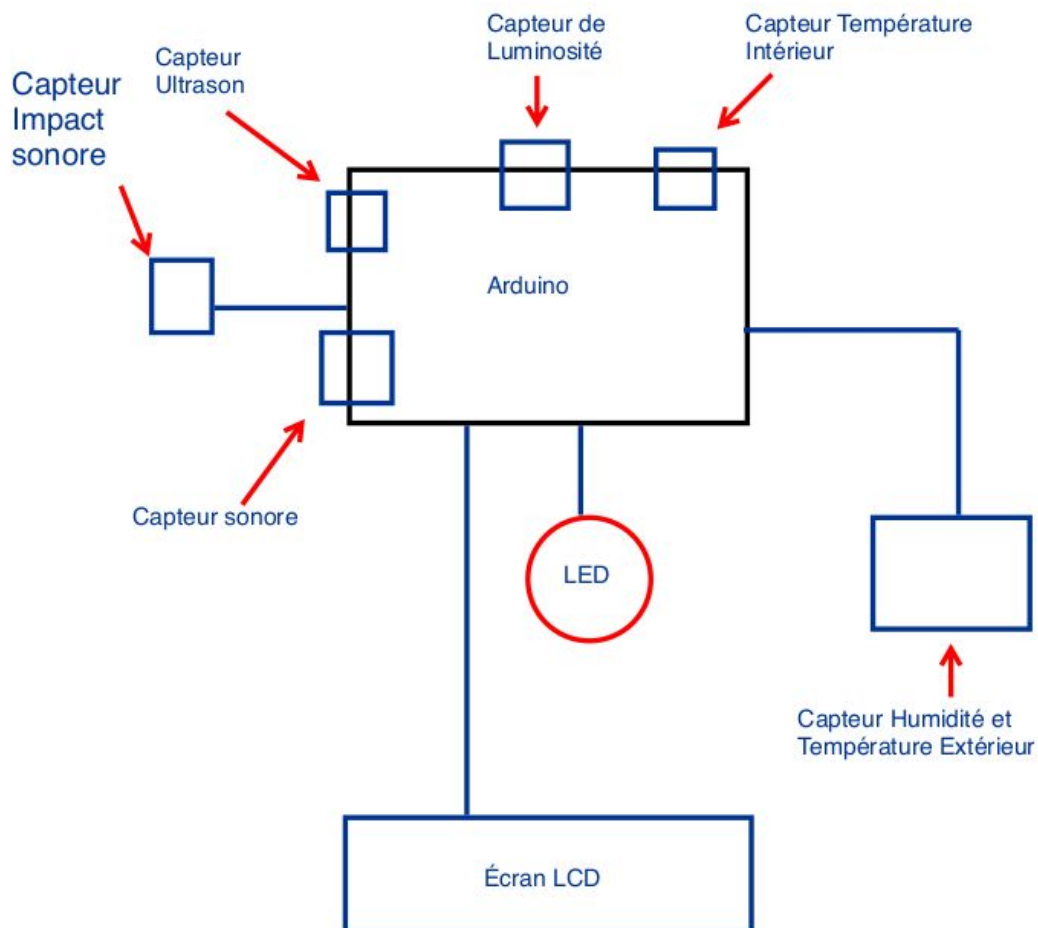 Capteur de
Luminosité
Capteur Température
Intérieur
Capteur
Ultrason
Capteur
Impact
sonore
Arduino
Capteur sonore
LED
Capteur Humidité et
Température Extérieur
Écran LCD